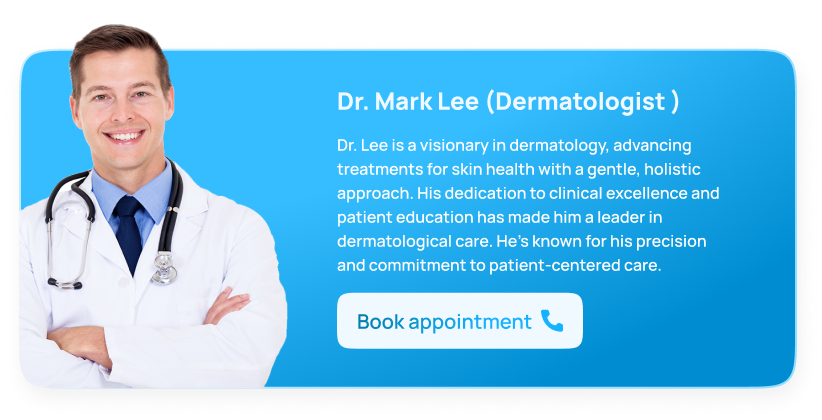 Dr. Mark Lee (Dermatologist )
Dr. Lee is a visionary in dermatology, advancing
treatments for skin health with a gentle, holistic
approach. His dedication to clinical excellence and
patient education has made him a leader in
dermatological care. He's known for his precision
and commitment to patient-centered care.
Book appointment